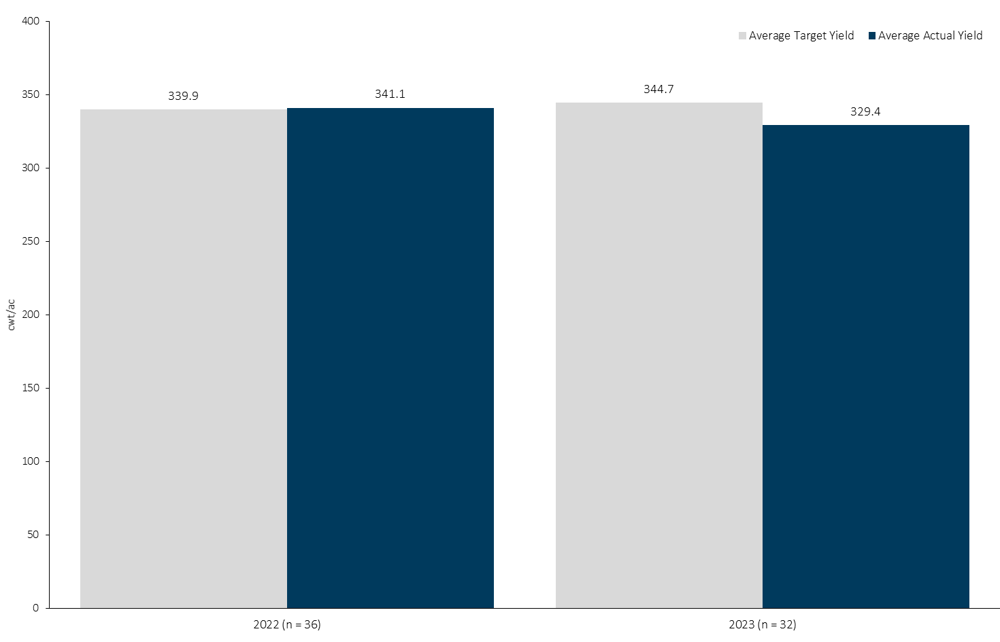 400
Average Target Yield
Average Actual Yield
350
339.9
341.1
344.7
329.4
300
250
200
cwt/ac
150
100
50
0
2022 (n = 36)
2023 (n = 32)